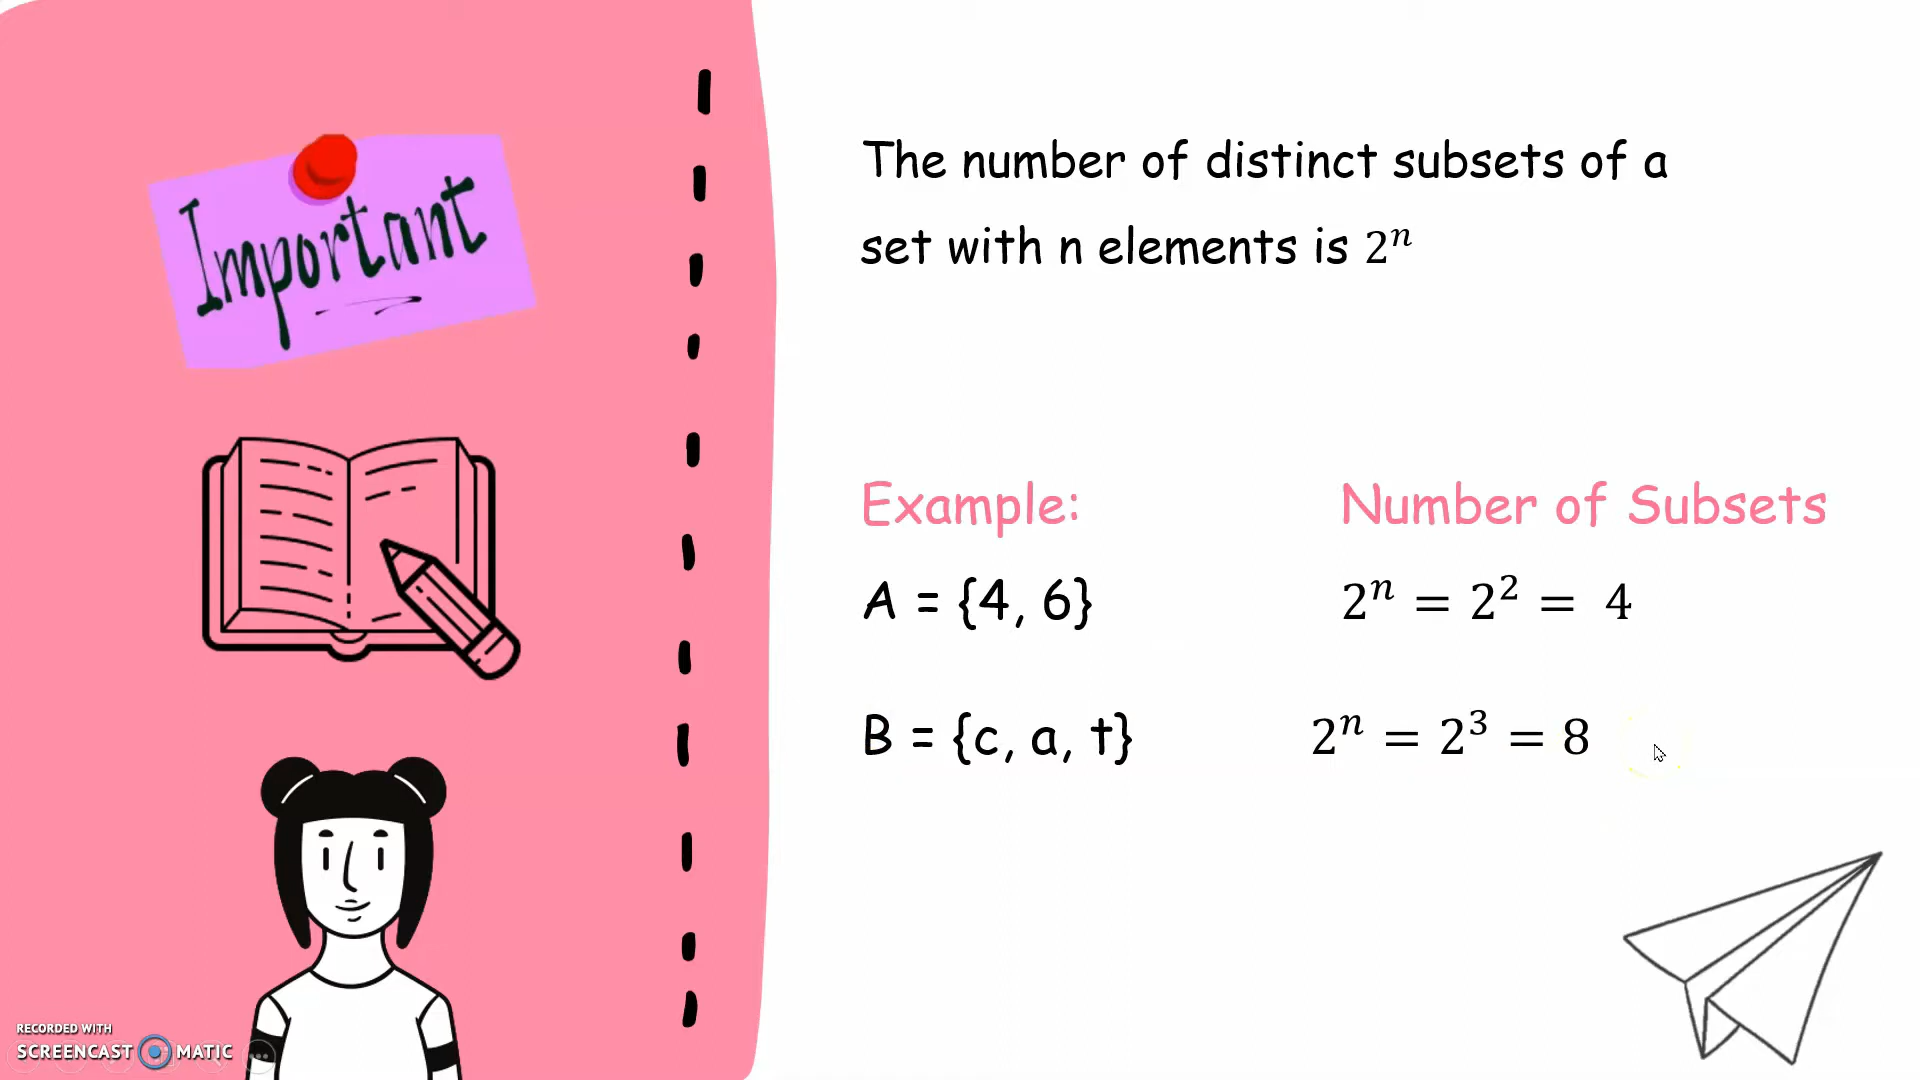 Important
The number of distinct subsets of a
set with n elements is 2ⁿ
Example: Number of Subsets
A = {4, 6} 2ⁿ = 2² = 4
B = {c, a, t} 2ⁿ = 2³ = 8
RECORDED WITH
SCREENCAST MATIC